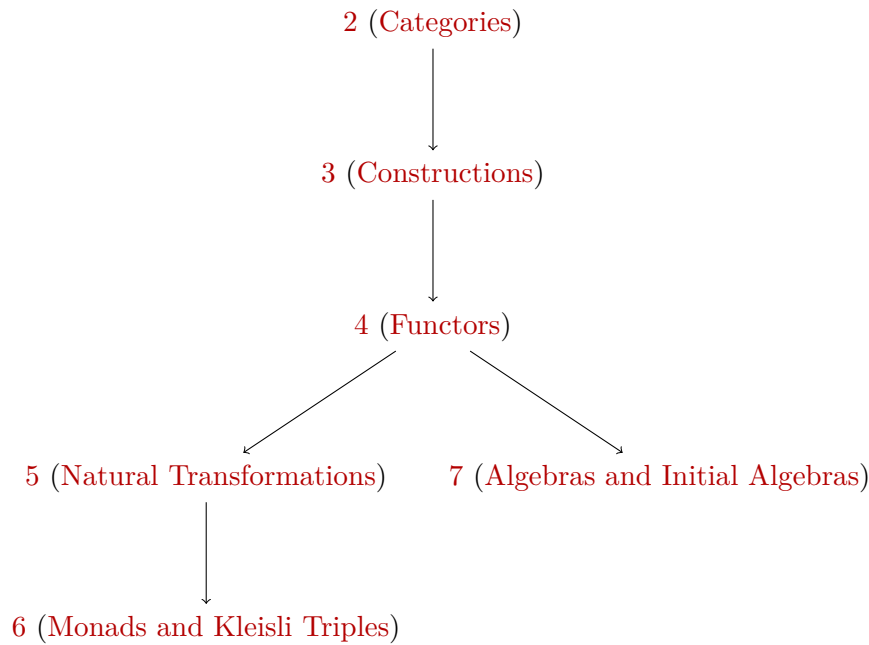 2 (Categories)
3 (Constructions)
4 (Functors)
5 (Natural Transformations)
7 (Algebras and Initial Algebras)
6 (Monads and Kleisli Triples)